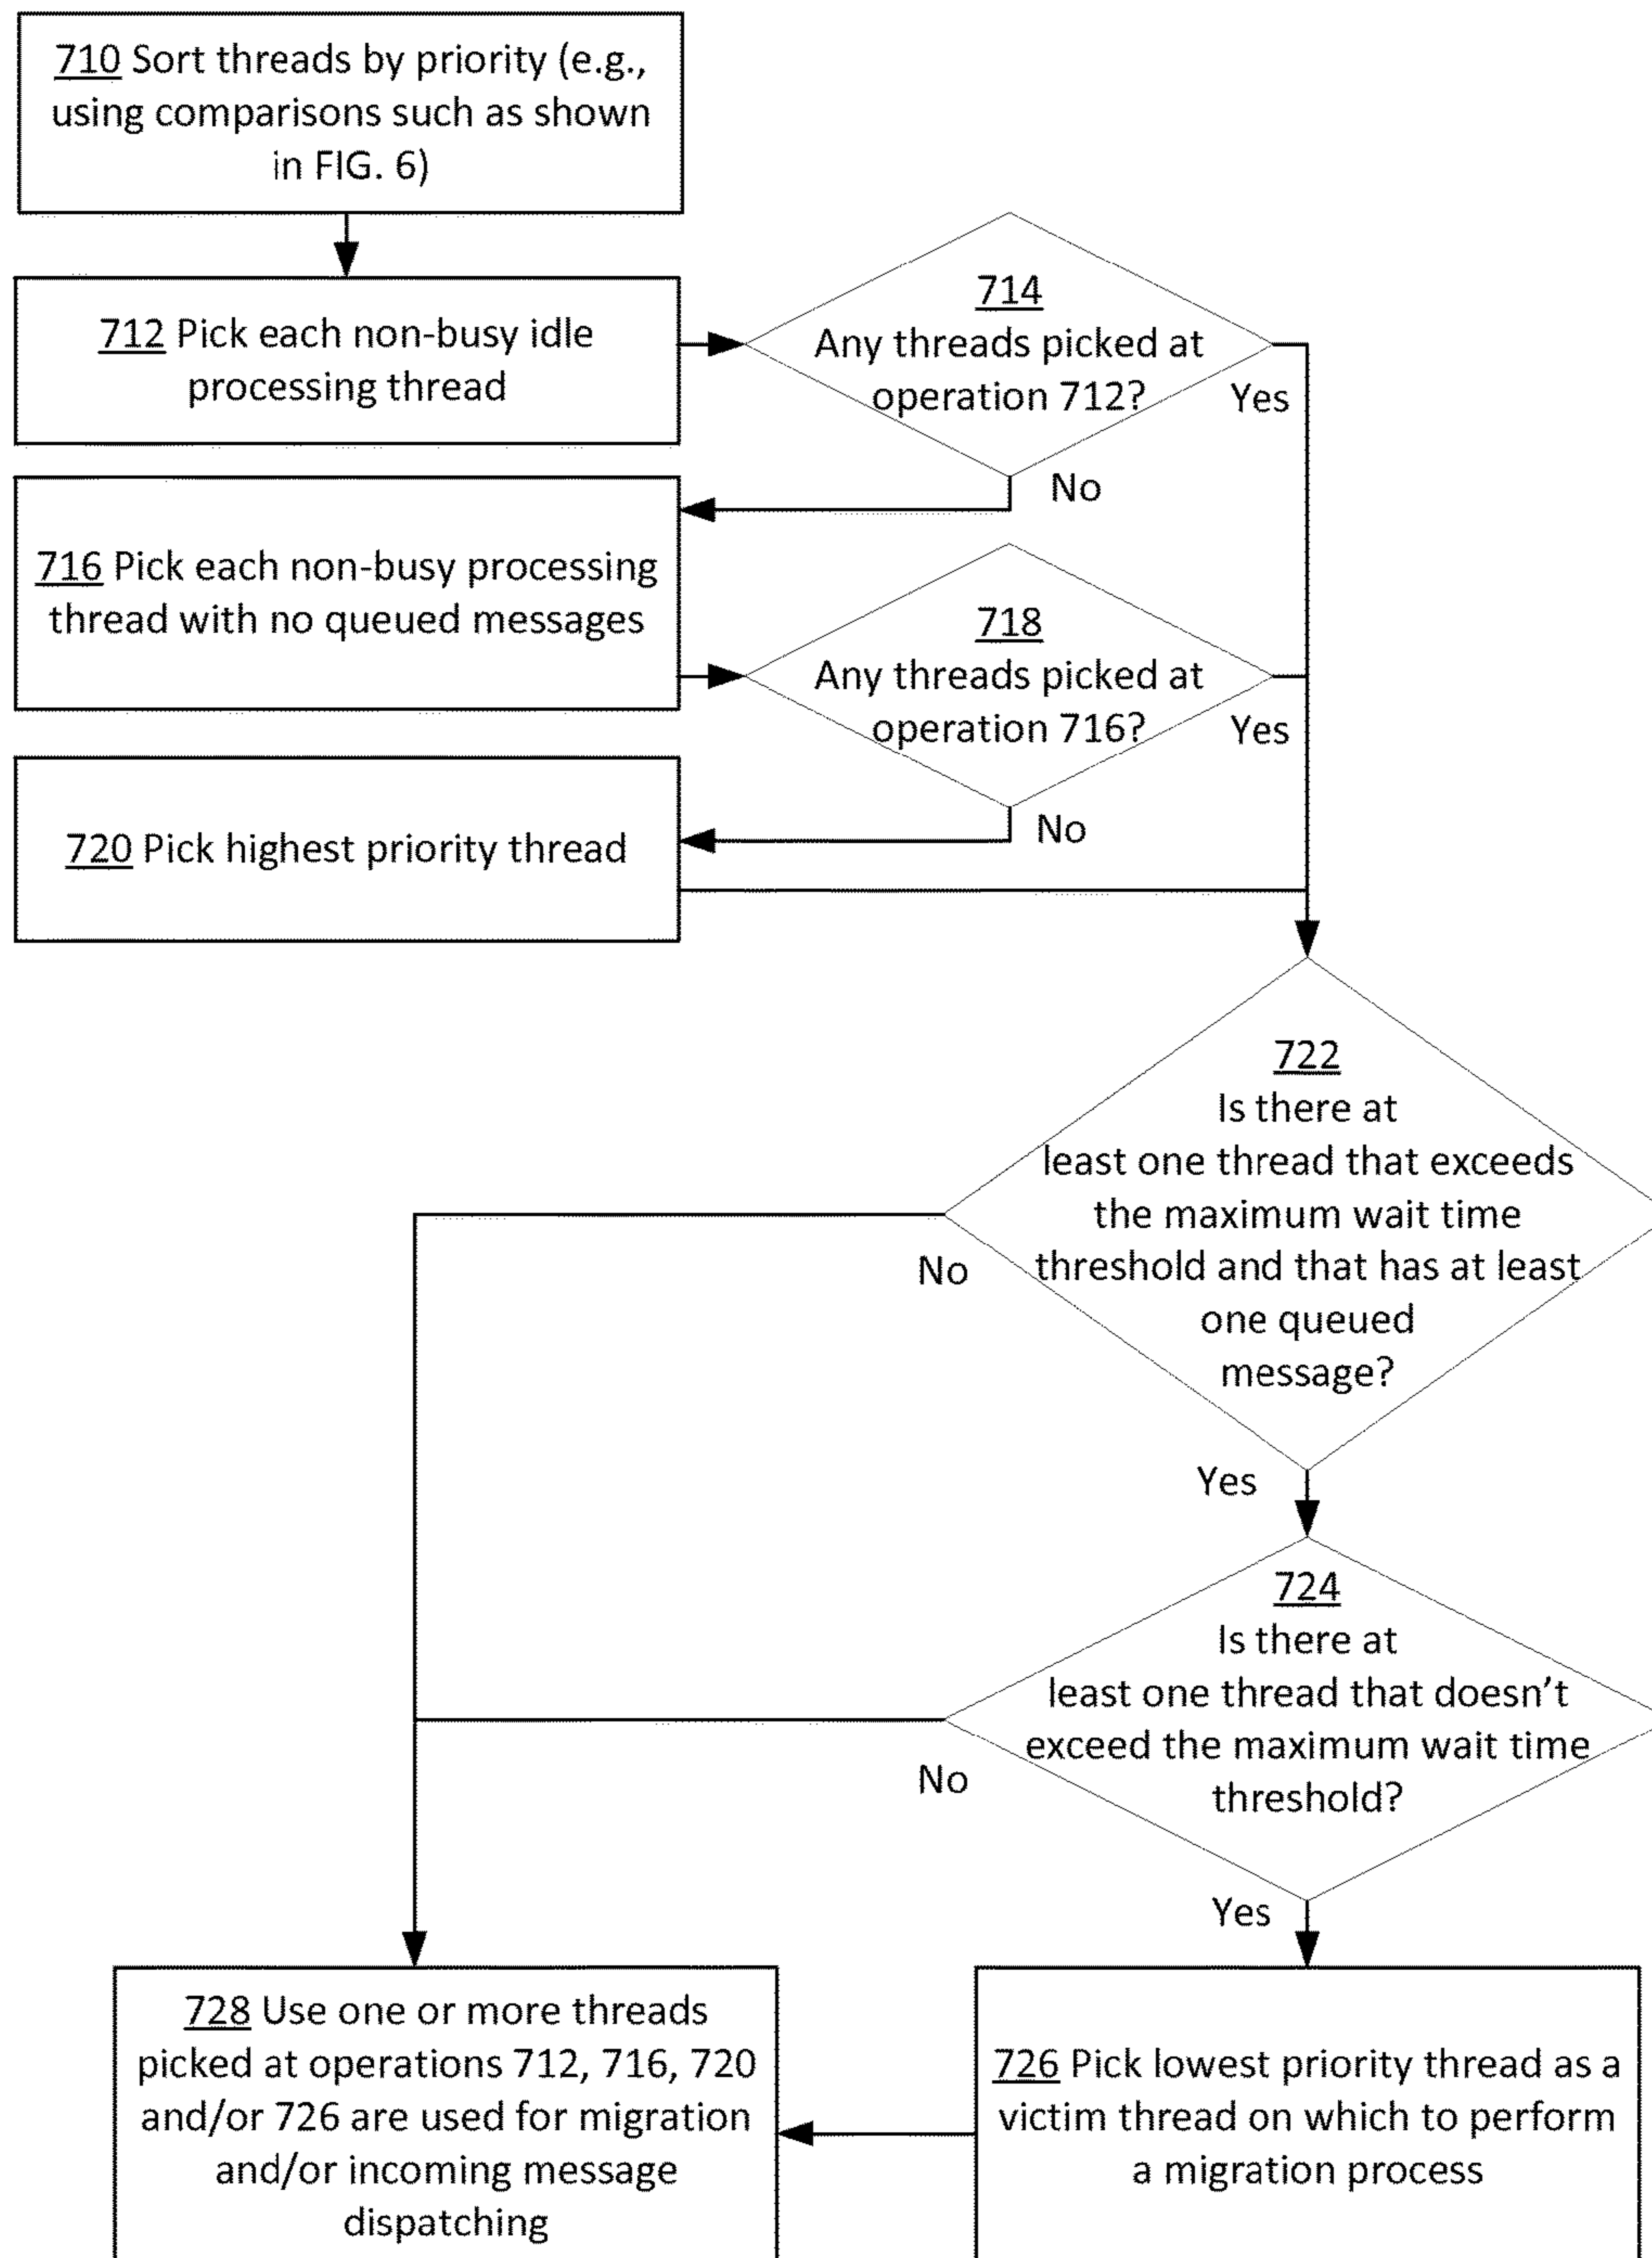 710 Sort threads by priority (e.g.,
using comparisons such as shown
in FIG. 6)
712 Pick each non-busy idle
processing thread
714
Any threads picked at
operation 712?
Yes
No
716 Pick each non-busy processing
thread with no queued messages
718
Any threads picked at
operation 716?
Yes
No
720 Pick highest priority thread
722
Is there at
least one thread that exceeds
the maximum wait time
threshold and that has at least
one queued
message?
No
Yes
724
Is there at
least one thread that doesn't
exceed the maximum wait time
threshold?
No
Yes
728 Use one or more threads
picked at operations 712, 716, 720
and/or 726 are used for migration
and/or incoming message
dispatching
726 Pick lowest priority thread as a
victim thread on which to perform
a migration process